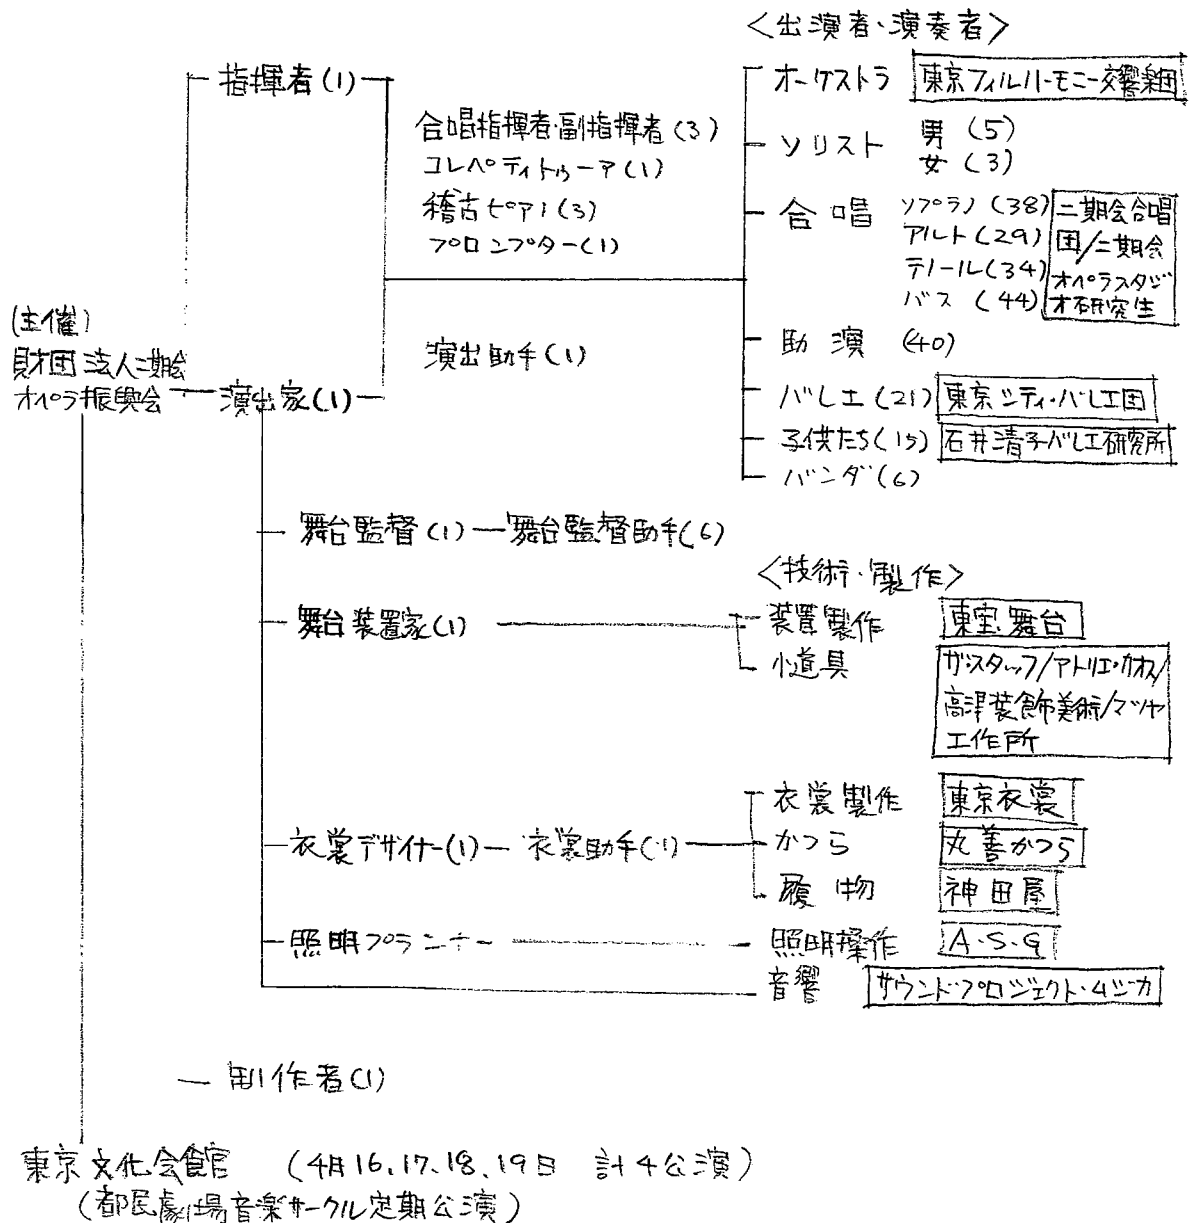 〈出演者・演奏者〉
指揮者(1)
オーケストラ 東京フィルハーモニー交響楽団
合唱指揮者・副指揮者(3)
コレペティトゥーア(1)
稽古ピアノ(3)
プロンプター(1)
ソリスト 男(5)
女(3)
合唱 ソプラノ(38)
アルト(29)
テノール(34)
バス(44)
二期会合唱
団/二期会
オペラスタジ
オ研究生
(主催)
財団法人二期会
オペラ振興会
演出家(1)
演出助手(1)
助演(40)
バレエ(21) 東京シティ・バレエ団
子供たち(15) 石井清子バレエ研究所
バンダ(6)
舞台監督(1) 舞台監督助手(6)
〈技術・製作〉
舞台装置家(1)
装置製作 東宝舞台
小道具 ザ・スタッフ/アトリエ・カオス/
高津装飾美術/マツヤ
工作所
衣裳デザイナー(1) 衣裳助手(1)
衣裳製作 東京衣裳
かつら 丸善かつら
履物 神田屋
照明プランナー 照明操作 A・S・G
音響 サウンド・プロジェクト・ムジカ
制作者(1)
東京文化会館 (4月16.17.18.19日 計4公演)
(都民劇場音楽サークル定期公演)